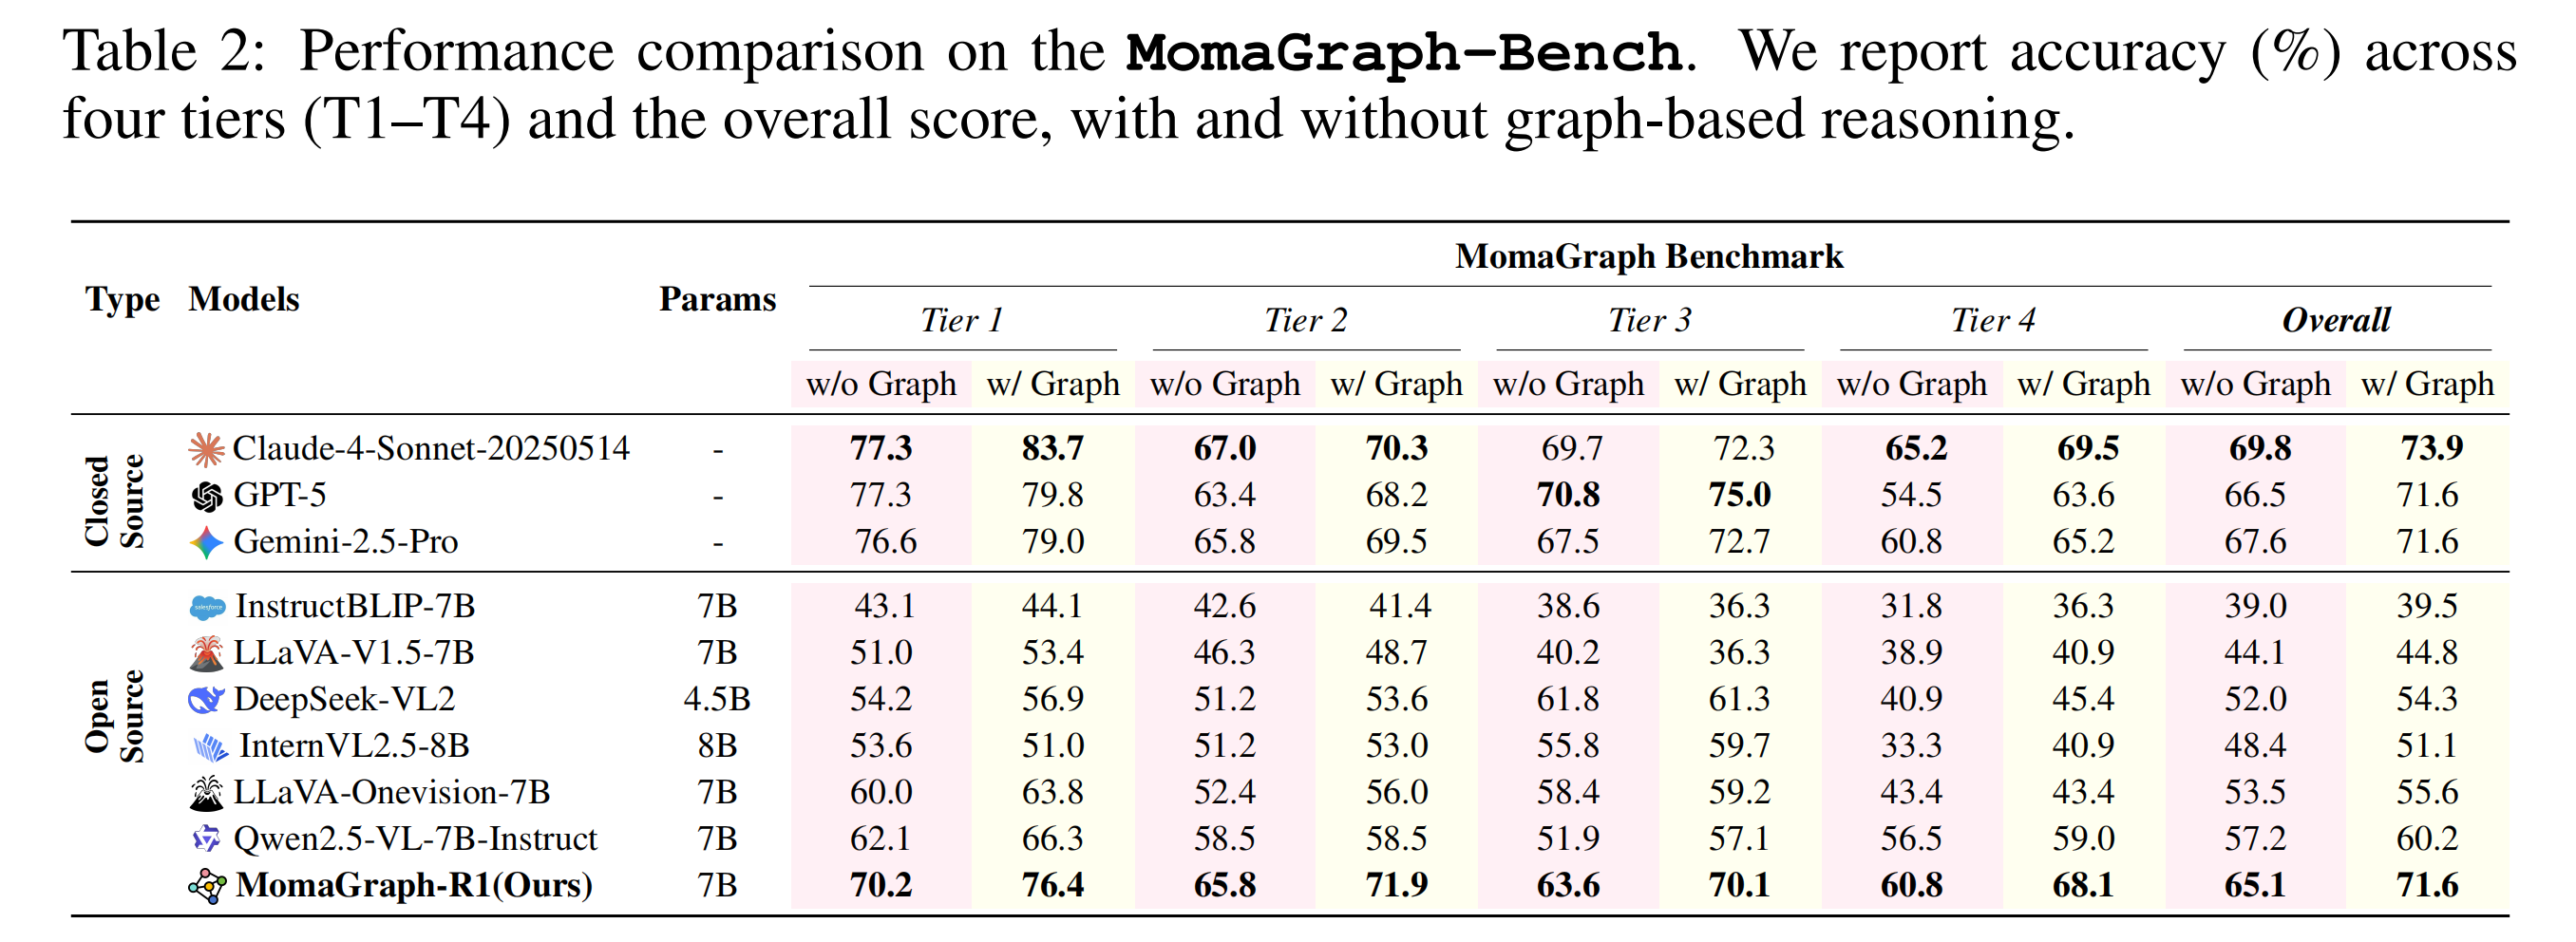 Table 2: Performance comparison on the MomaGraph-Bench. We report accuracy (%) across
four tiers (T1–T4) and the overall score, with and without graph-based reasoning.
Type Models Params MomaGraph Benchmark
Tier 1 Tier 2 Tier 3 Tier 4 Overall
w/o Graph w/ Graph w/o Graph w/ Graph w/o Graph w/ Graph w/o Graph w/ Graph w/o Graph w/ Graph
Closed Source
Claude-4-Sonnet-20250514 - 77.3 83.7 67.0 70.3 69.7 72.3 65.2 69.5 69.8 73.9
GPT-5 - 77.3 79.8 63.4 68.2 70.8 75.0 54.5 63.6 66.5 71.6
Gemini-2.5-Pro - 76.6 79.0 65.8 69.5 67.5 72.7 60.8 65.2 67.6 71.6
Open Source
salesforce InstructBLIP-7B 7B 43.1 44.1 42.6 41.4 38.6 36.3 31.8 36.3 39.0 39.5
LLaVA-V1.5-7B 7B 51.0 53.4 46.3 48.7 40.2 36.3 38.9 40.9 44.1 44.8
DeepSeek-VL2 4.5B 54.2 56.9 51.2 53.6 61.8 61.3 40.9 45.4 52.0 54.3
InternVL2.5-8B 8B 53.6 51.0 51.2 53.0 55.8 59.7 33.3 40.9 48.4 51.1
LLaVA-Onevision-7B 7B 60.0 63.8 52.4 56.0 58.4 59.2 43.4 43.4 53.5 55.6
Qwen2.5-VL-7B-Instruct 7B 62.1 66.3 58.5 58.5 51.9 57.1 56.5 59.0 57.2 60.2
MomaGraph-R1(Ours) 7B 70.2 76.4 65.8 71.9 63.6 70.1 60.8 68.1 65.1 71.6